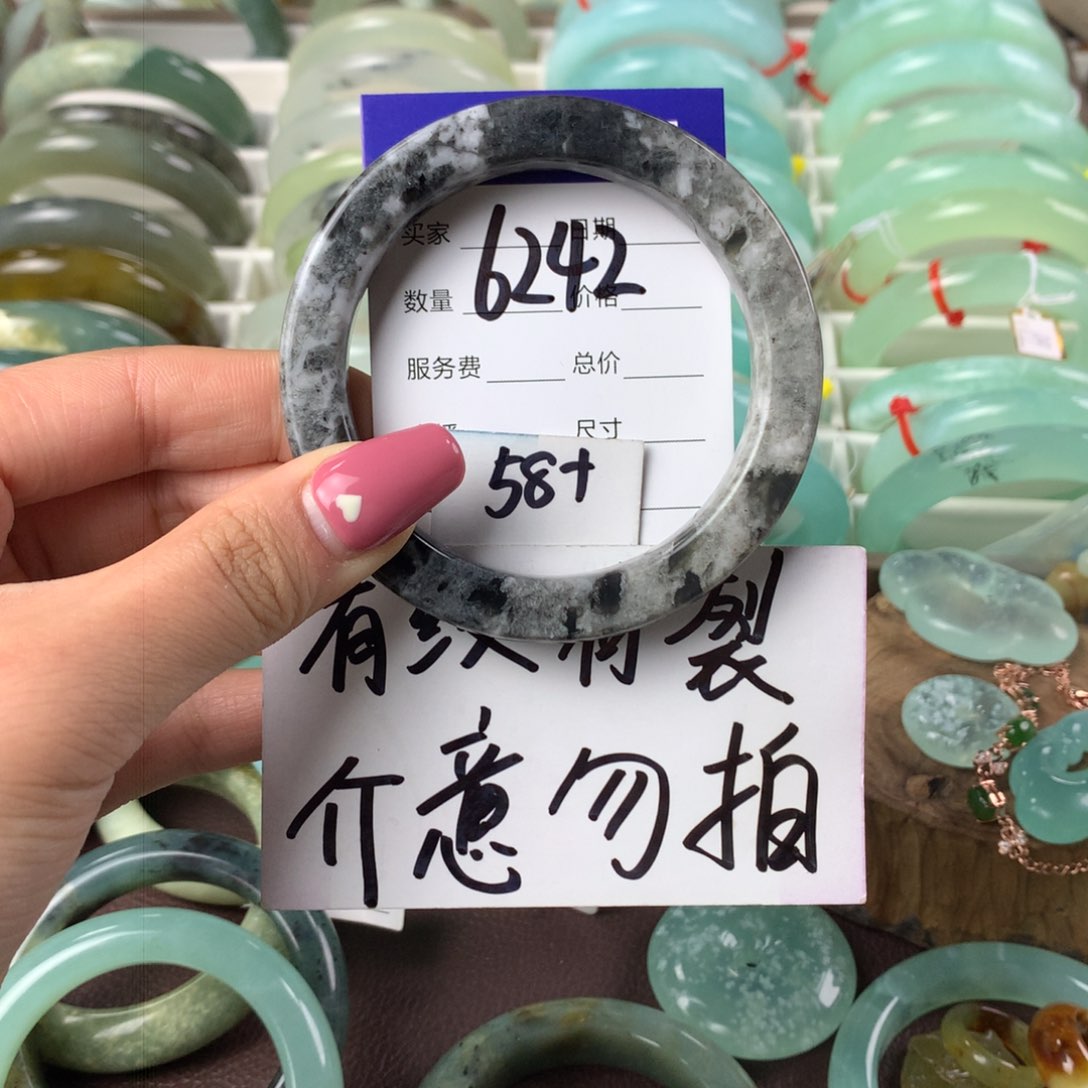 买家 日期
6242
数量 价格
服务费 总价
尺寸
58+
有纹有裂
介意勿拍